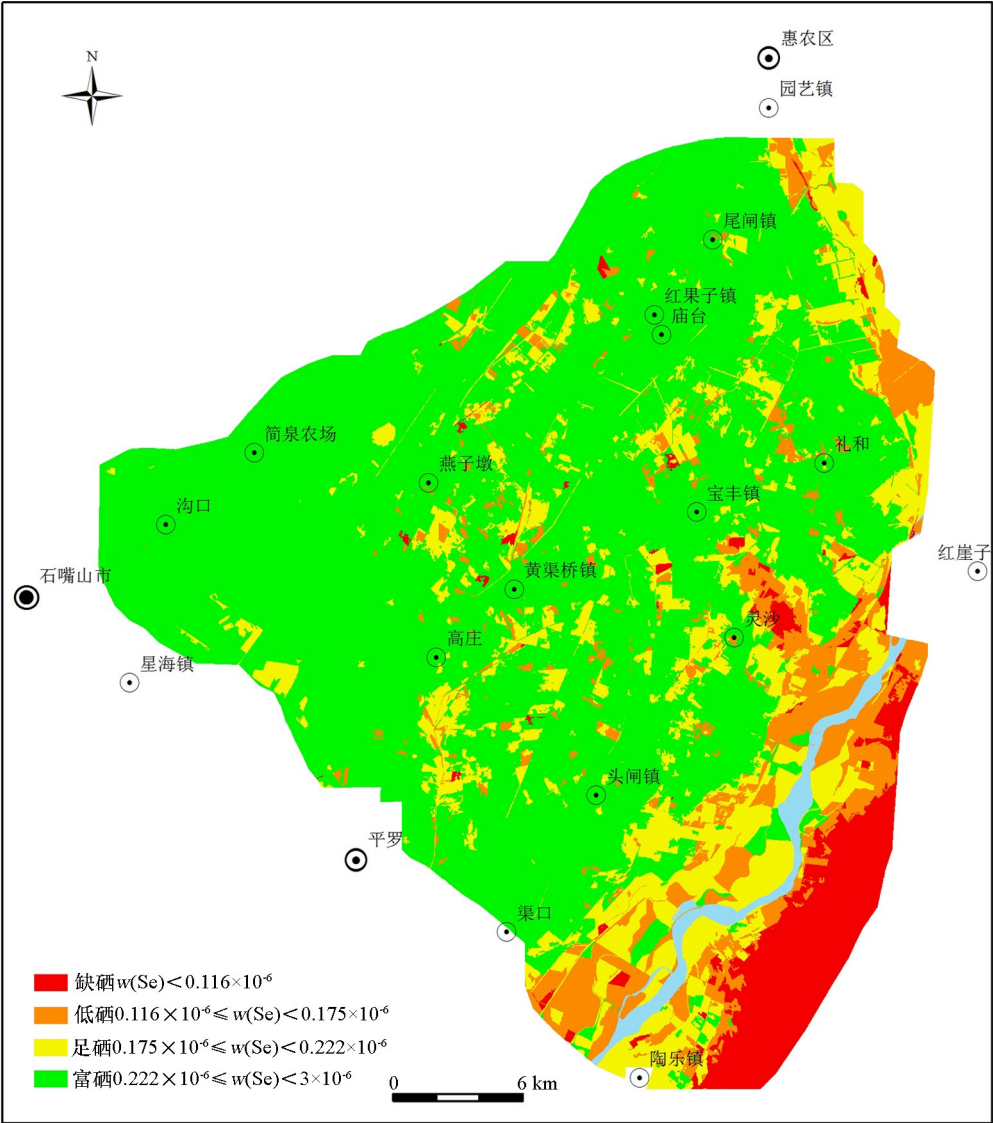 惠农区
N
园艺镇
尾闸镇
红果子镇
庙台
简泉农场
礼和
燕子墩
宝丰镇
沟口
红崖子
石嘴山市
黄渠桥镇
灵沙
高庄
星海镇
头闸镇
平罗
渠口
缺硒w(Se)＜0.116×10⁻⁶
低硒0.116×10⁻⁶≤w(Se)＜0.175×10⁻⁶
足硒0.175×10⁻⁶≤w(Se)＜0.222×10⁻⁶
陶乐镇
富硒0.222×10⁻⁶≤w(Se)＜3×10⁻⁶
0 6 km